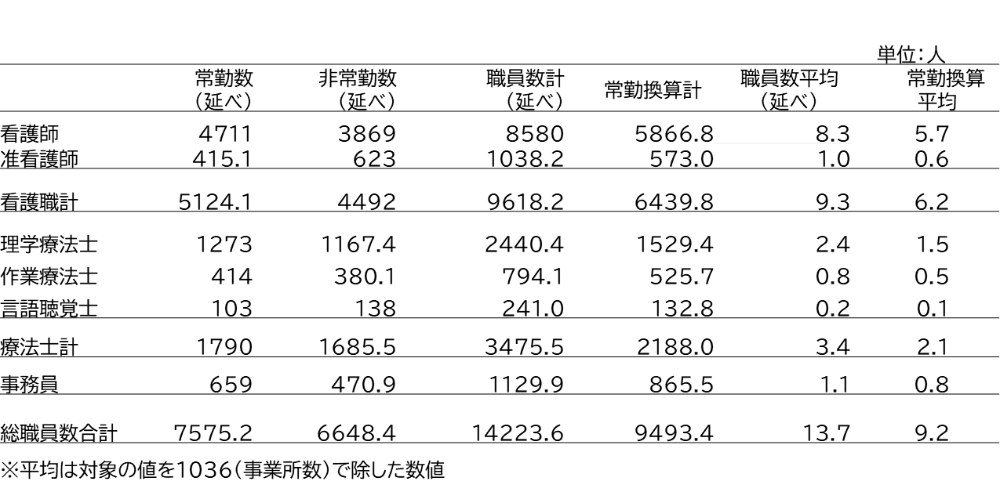 単位：人
常勤数（延べ） 非常勤数（延べ） 職員数計（延べ） 常勤換算計 職員数平均（延べ） 常勤換算平均
看護師 4711 3869 8580 5866.8 8.3 5.7
准看護師 415.1 623 1038.2 573.0 1.0 0.6
看護職計 5124.1 4492 9618.2 6439.8 9.3 6.2
理学療法士 1273 1167.4 2440.4 1529.4 2.4 1.5
作業療法士 414 380.1 794.1 525.7 0.8 0.5
言語聴覚士 103 138 241.0 132.8 0.2 0.1
療法士計 1790 1685.5 3475.5 2188.0 3.4 2.1
事務員 659 470.9 1129.9 865.5 1.1 0.8
総職員数合計 7575.2 6648.4 14223.6 9493.4 13.7 9.2
※平均は対象の値を1036（事業所数）で除した数値